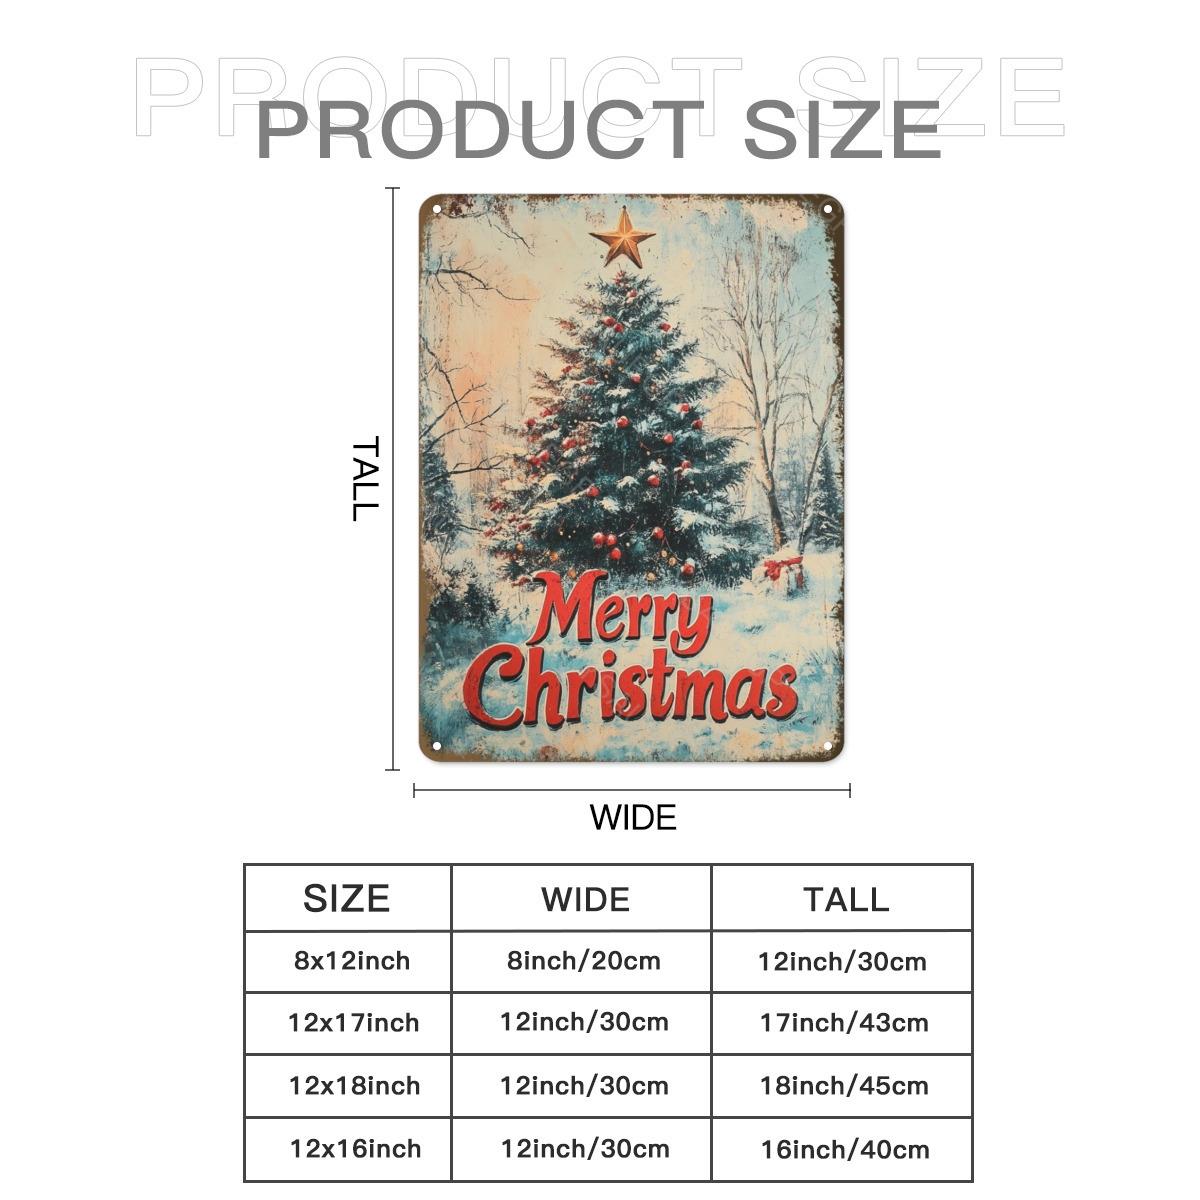 PRODUCT SIZE
PRODUCT SIZE
TALL
Merry
Christmas
WIDE
SIZE WIDE TALL
8x12inch 8inch/20cm 12inch/30cm
12x17inch 12inch/30cm 17inch/43cm
12x18inch 12inch/30cm 18inch/45cm
12x16inch 12inch/30cm 16inch/40cm